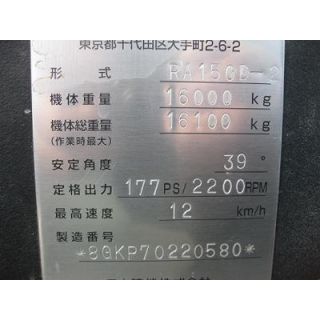 東京都千代田区大手町2-6-2
形 式 RA150D-2
機体重量 16000 kg
機体総重量 16100 kg
(作業時最大)
安定角度 39 °
定格出力 177 PS/ 2200 RPM
最高速度 12 km/h
製造番号
*8GKP70220580*